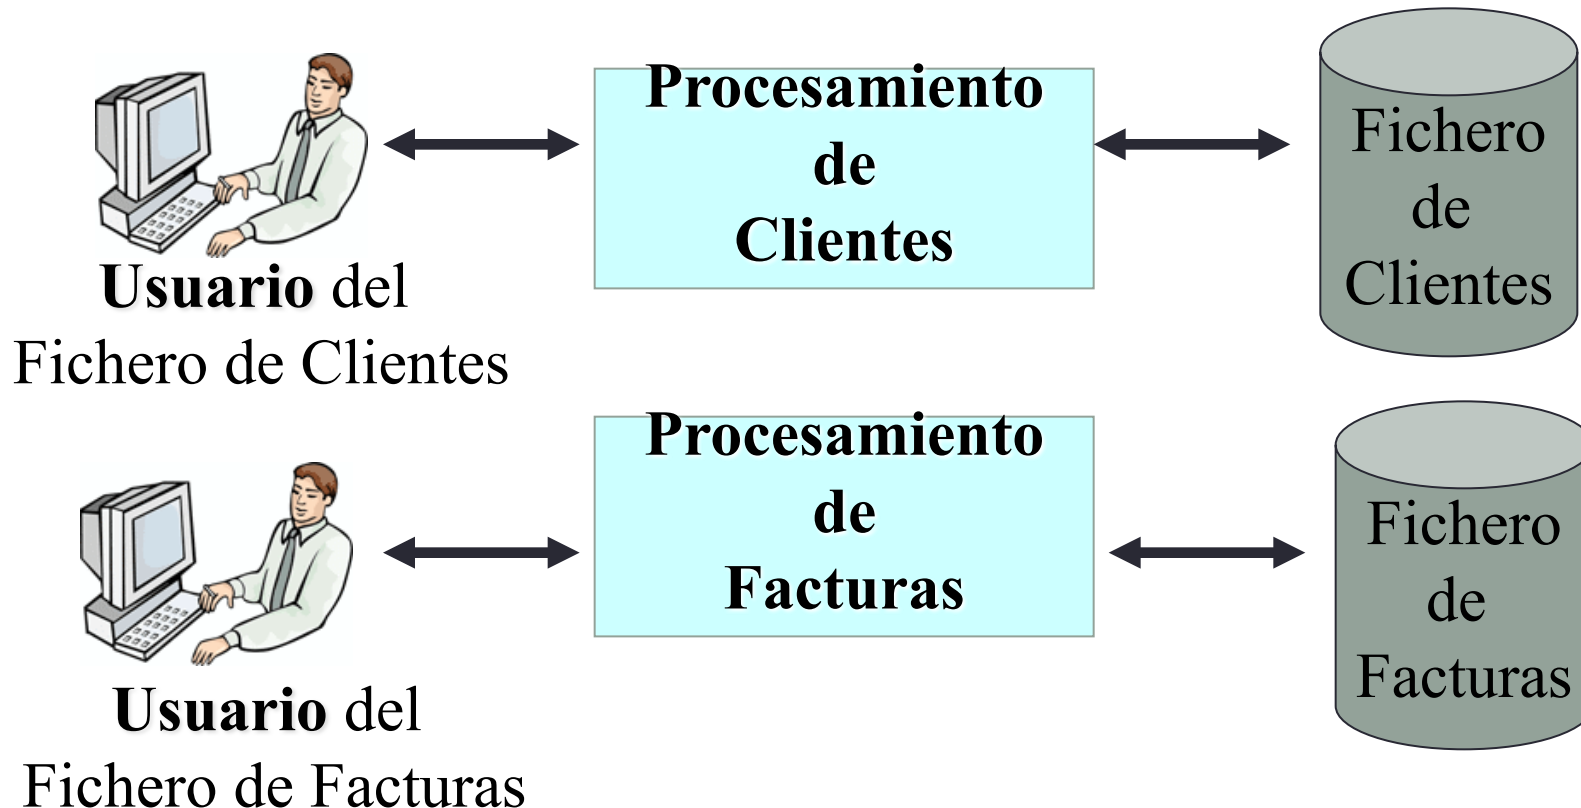 Usuario del
Fichero de Clientes
Procesamiento
de
Clientes
Fichero
de
Clientes
Usuario del
Fichero de Facturas
Procesamiento
de
Facturas
Fichero
de
Facturas